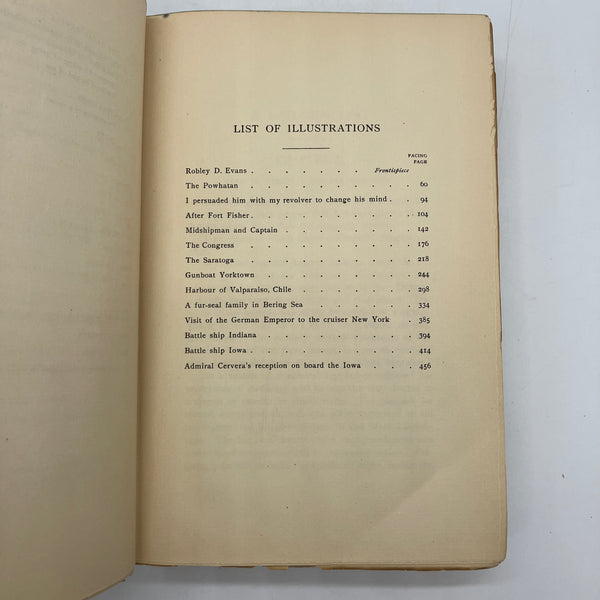 LIST OF ILLUSTRATIONS
FACING
PAGE
Robley D. Evans . . . . . . . Frontispiece
The Powhatan . . . . . . . . . 60
I persuaded him with my revolver to change his mind . . 94
After Fort Fisher . . . . . . . . . 104
Midshipman and Captain . . . . . . . 142
The Congress . . . . . . . . . 176
The Saratoga . . . . . . . . . 218
Gunboat Yorktown . . . . . . . . 244
Harbour of Valparaiso, Chile . . . . . . 298
A fur-seal family in Bering Sea . . . . . . 334
Visit of the German Emperor to the cruiser New York . 385
Battle ship Indiana . . . . . . . . 394
Battle ship Iowa . . . . . . . . . 414
Admiral Cervera's reception on board the Iowa . . . 456